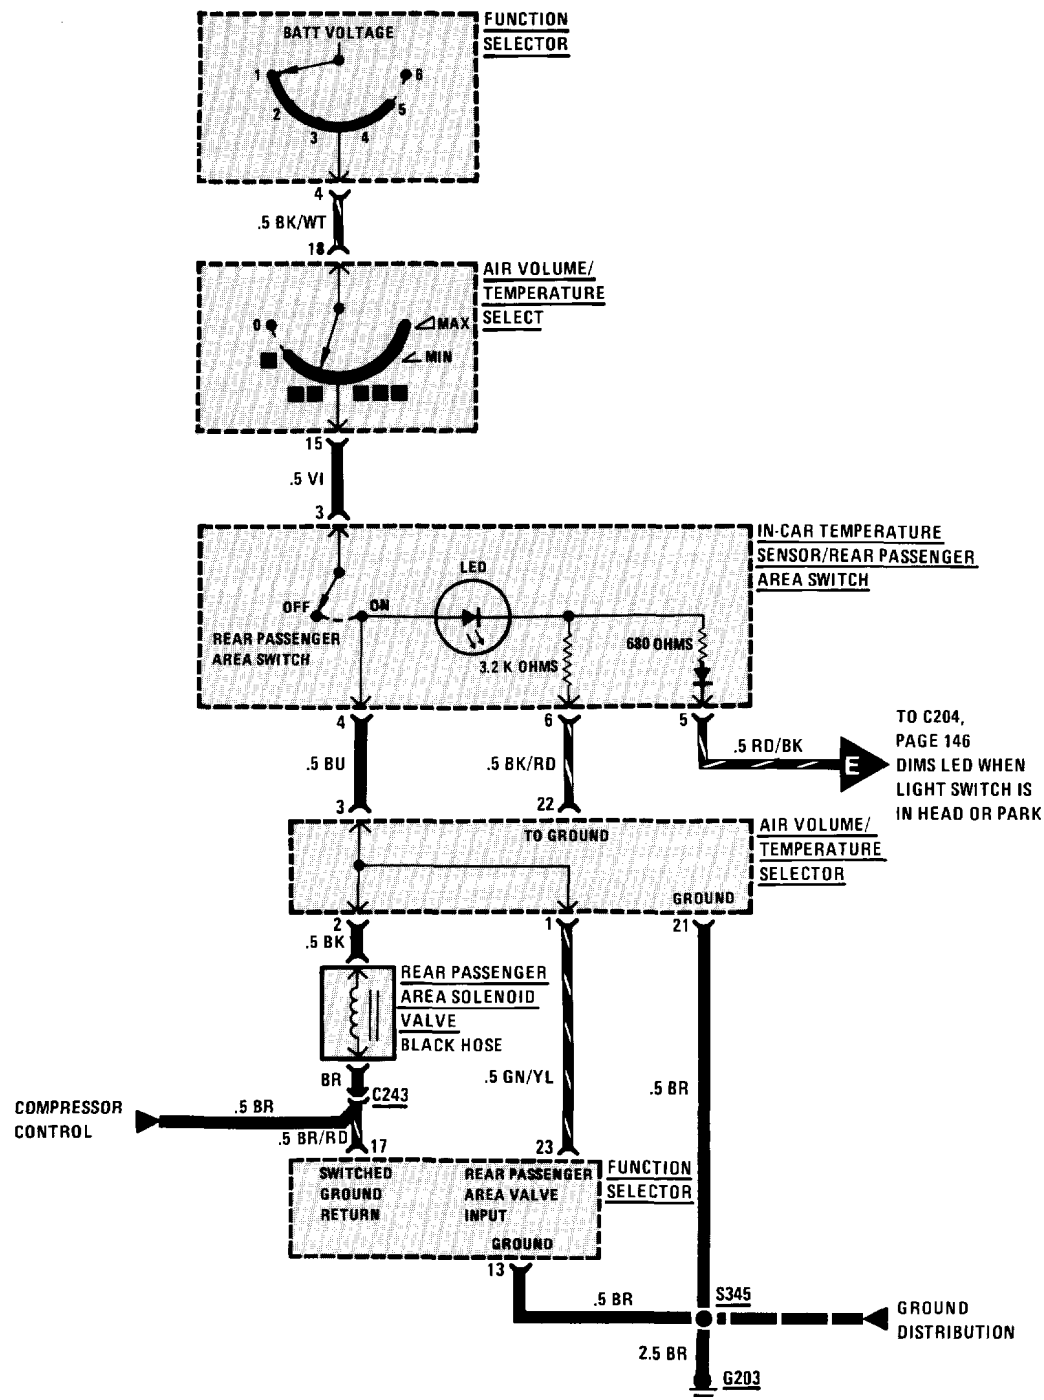 FUNCTION
SELECTOR
BATT VOLTAGE
1
2
3
4
5
6
4
.5 BK/WT
18
AIR VOLUME/
TEMPERATURE
SELECT
0
MAX
MIN
15
.5 VI
3
IN-CAR TEMPERATURE
SENSOR/REAR PASSENGER
AREA SWITCH
LED
OFF
ON
REAR PASSENGER
AREA SWITCH
3.2 K OHMS
680 OHMS
4
6
5
.5 BU
.5 BK/RD
.5 RD/BK
E
TO C204,
PAGE 146
DIMS LED WHEN
LIGHT SWITCH IS
IN HEAD OR PARK
3
22
TO GROUND
AIR VOLUME/
TEMPERATURE
SELECTOR
GROUND
2
1
21
.5 BK
REAR PASSENGER
AREA SOLENOID
VALVE
BLACK HOSE
BR
C243
.5 GN/YL
.5 BR
COMPRESSOR
CONTROL
.5 BR
.5 BR/RD
17
23
SWITCHED
GROUND
RETURN
REAR PASSENGER
AREA VALVE
INPUT
FUNCTION
SELECTOR
GROUND
13
.5 BR
S345
GROUND
DISTRIBUTION
2.5 BR
G203